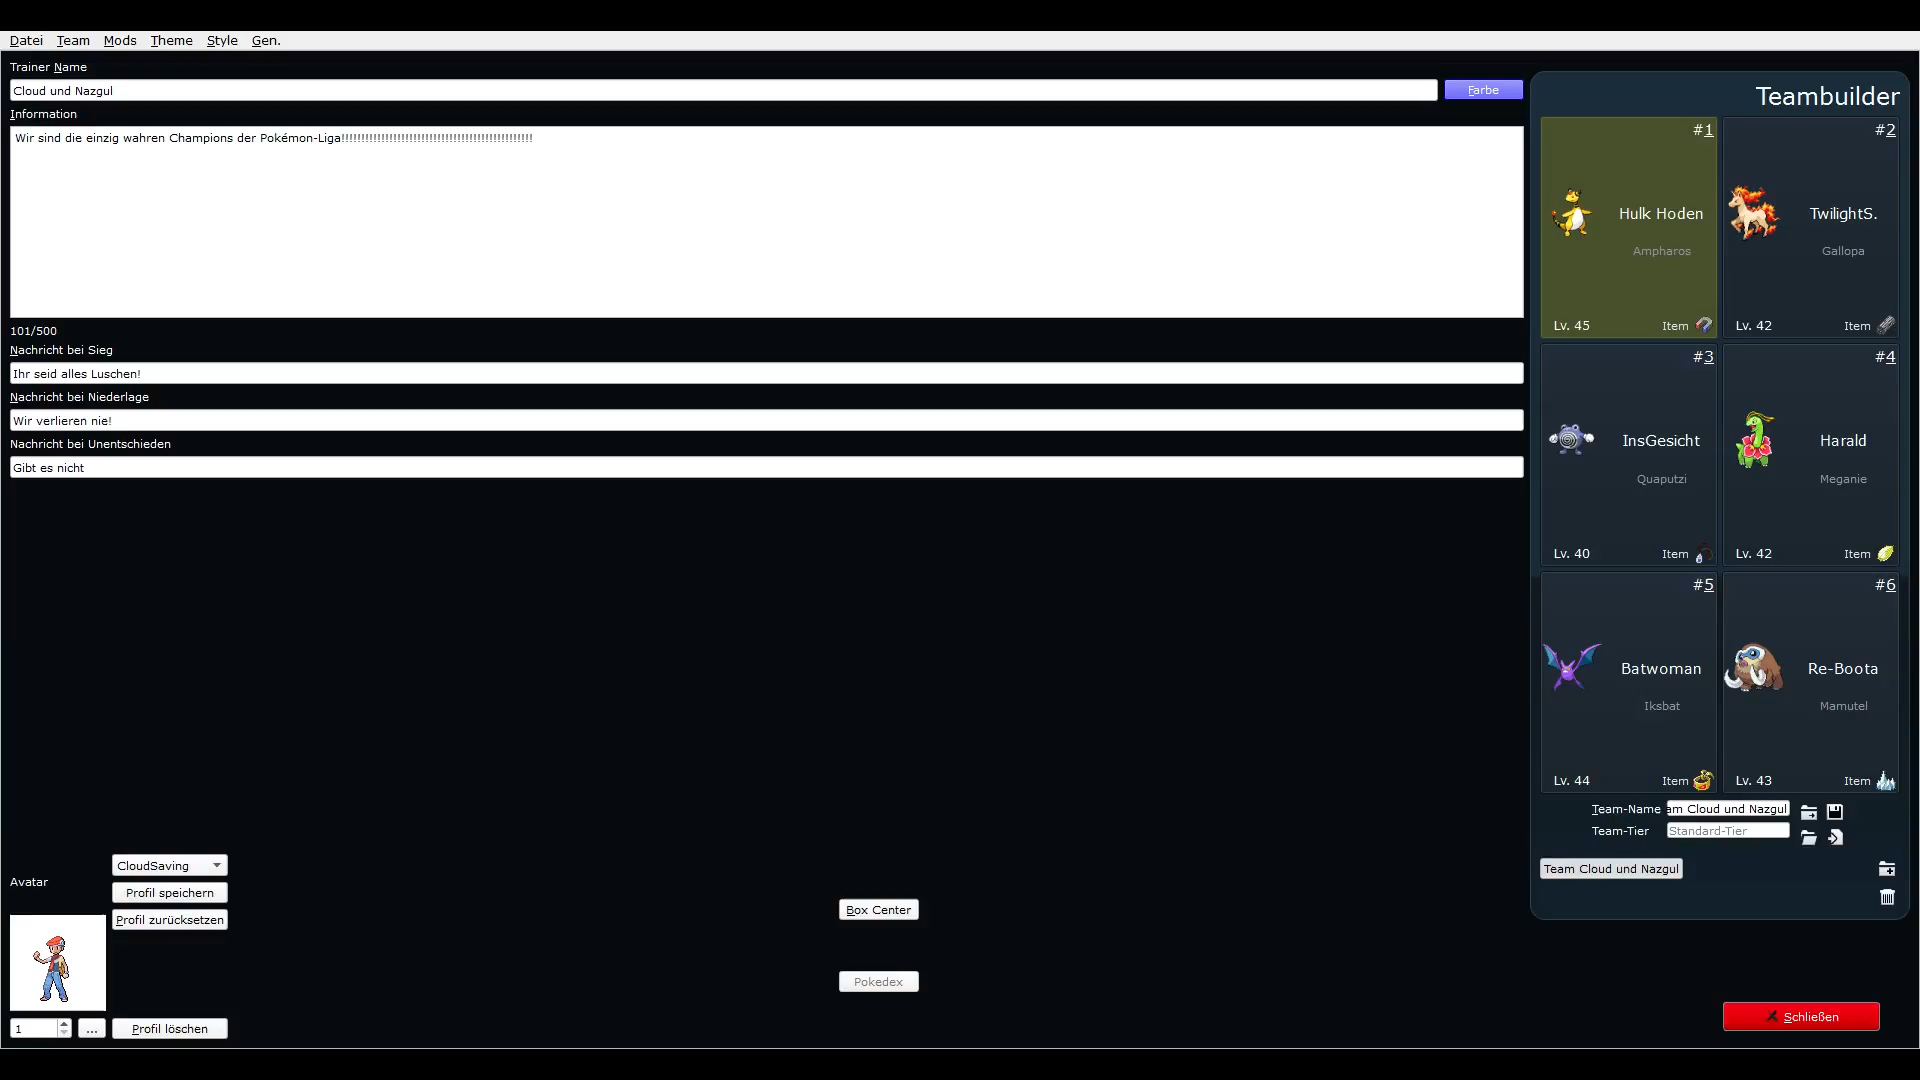 Datei Team Mods Theme Style Gen.
Trainer Name
Cloud und Nazgul
Farbe
Information
Wir sind die einzig wahren Champions der Pokémon-Liga!!!!!!!!!!!!!!!!!!!!!!!!!!!!!!!!!!!!!!!!!!!!!!!
101/500
Nachricht bei Sieg
Ihr seid alles Luschen!
Nachricht bei Niederlage
Wir verlieren nie!
Nachricht bei Unentschieden
Gibt es nicht
Avatar
CloudSaving
Profil speichern
Profil zurücksetzen
1
...
Profil löschen
Box Center
Pokedex
Teambuilder
#1
Hulk Hoden
Ampharos
Lv. 45 Item
#2
TwilightS.
Gallopa
Lv. 42 Item
#3
InsGesicht
Quaputzi
Lv. 40 Item
#4
Harald
Meganie
Lv. 42 Item
#5
Batwoman
Iksbat
Lv. 44 Item
#6
Re-Boota
Mamutel
Lv. 43 Item
Team-Name am Cloud und Nazgul
Team-Tier Standard-Tier
Team Cloud und Nazgul
Schließen